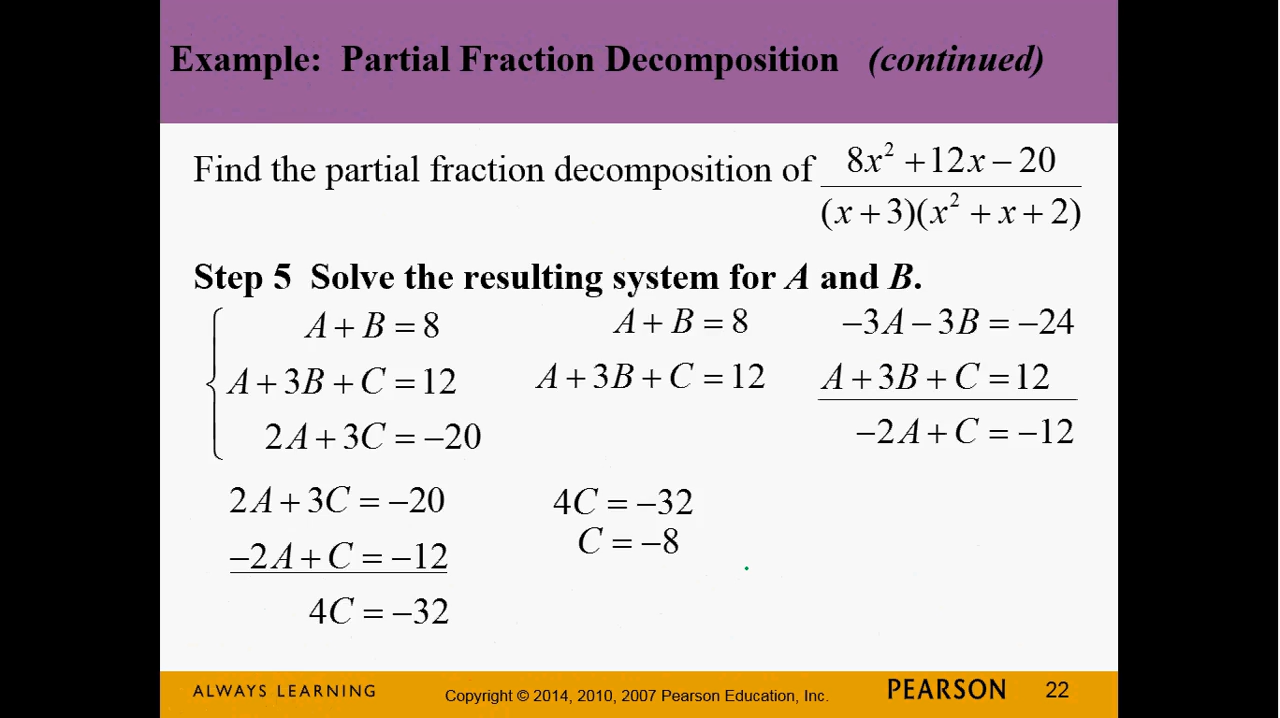 Example: Partial Fraction Decomposition (continued)
Find the partial fraction decomposition of
8x² + 12x − 20
(x + 3)(x² + x + 2)
Step 5 Solve the resulting system for A and B.
A + B = 8
A + 3B + C = 12
2A + 3C = −20
A + B = 8
A + 3B + C = 12
−3A − 3B = −24
A + 3B + C = 12
−2A + C = −12
2A + 3C = −20
−2A + C = −12
4C = −32
4C = −32
C = −8
ALWAYS LEARNING
Copyright © 2014, 2010, 2007 Pearson Education, Inc.
PEARSON
22